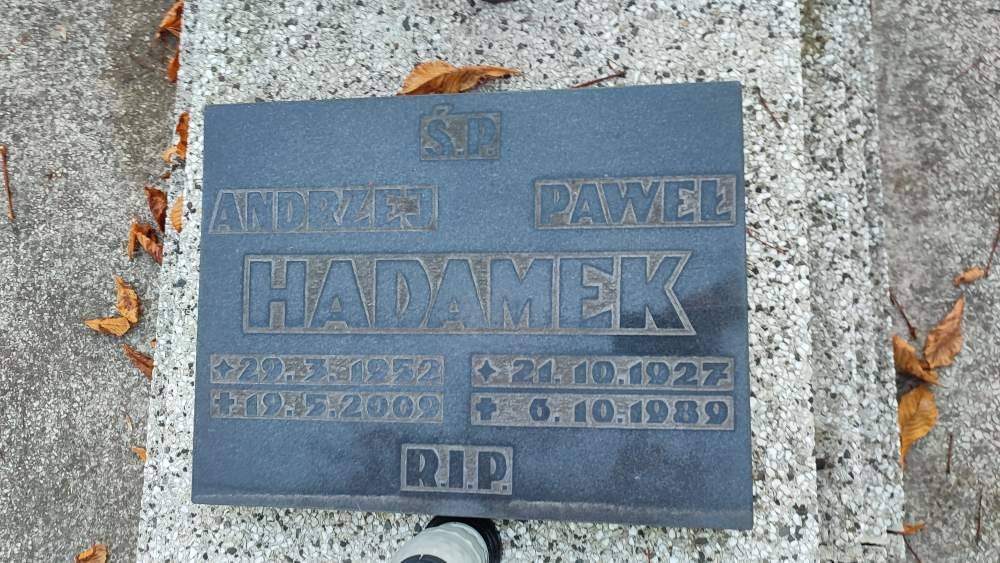 Ś.P.
ANDRZEJ PAWEŁ
HADAMEK
✦29.3.1952 ✦21.10.1927
✝19.5.2009 ✝6.10.1989
R.I.P.